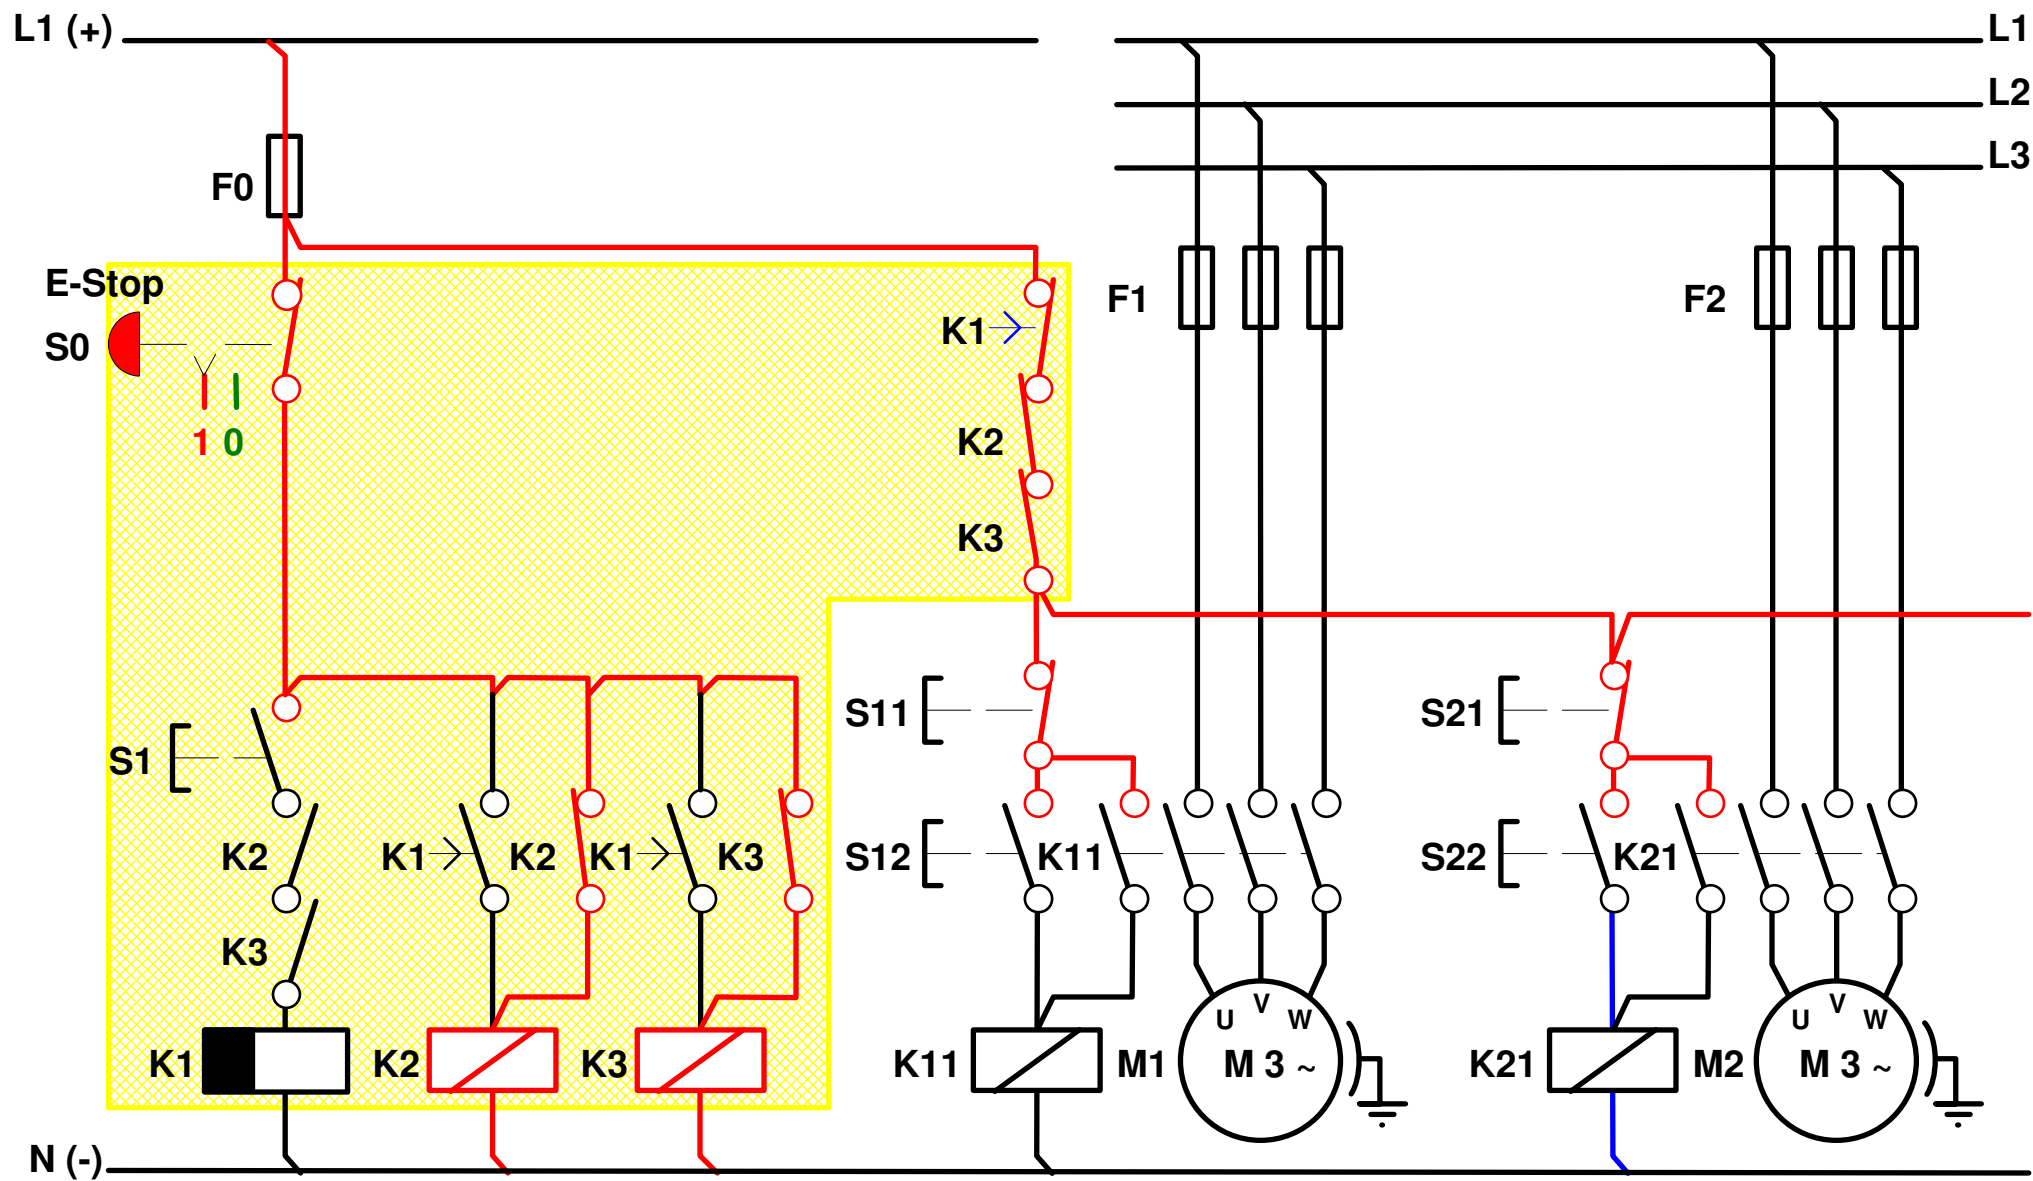 L1 (+)
L1
L2
L3
F0
E-Stop
S0
1 0
K1
K2
K3
F1
F2
S1
K2
K3
K1
K2
K1
K3
S11
S12
K11
S21
S22
K21
K1
K2
K3
K11
M1
U V W
M 3 ~
K21
M2
U V W
M 3 ~
N (-)